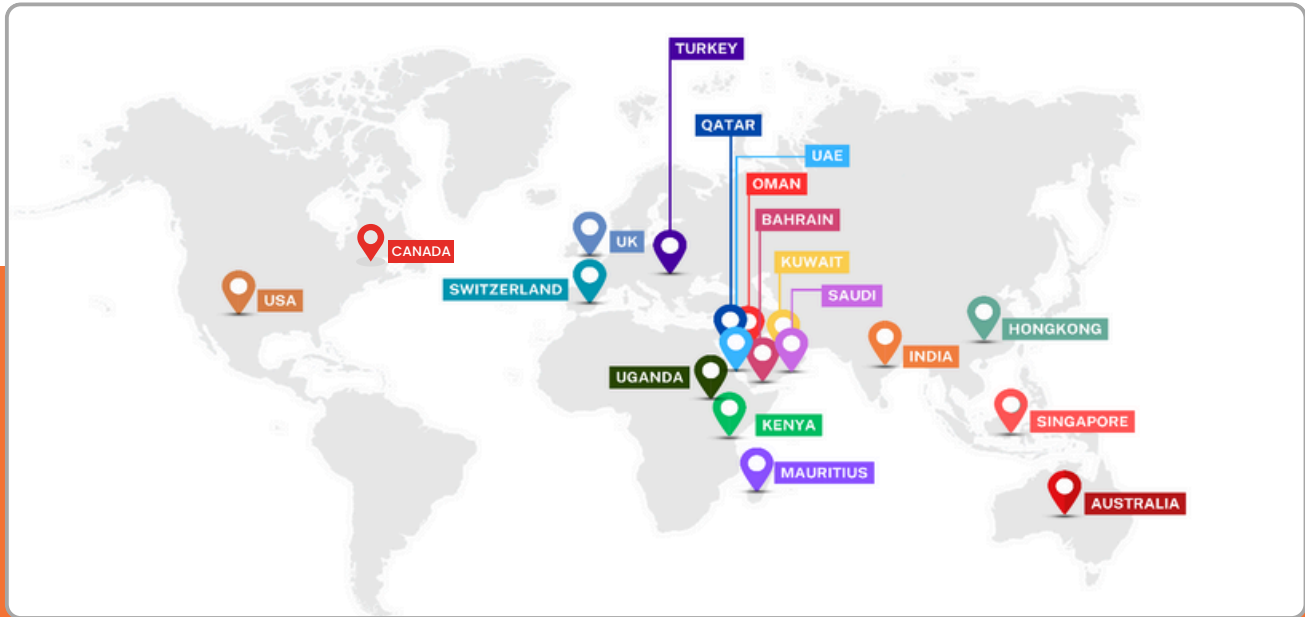 TURKEY
QATAR
UAE
OMAN
BAHRAIN
UK
CANADA
KUWAIT
SWITZERLAND
SAUDI
USA
HONGKONG
INDIA
UGANDA
SINGAPORE
KENYA
MAURITIUS
AUSTRALIA